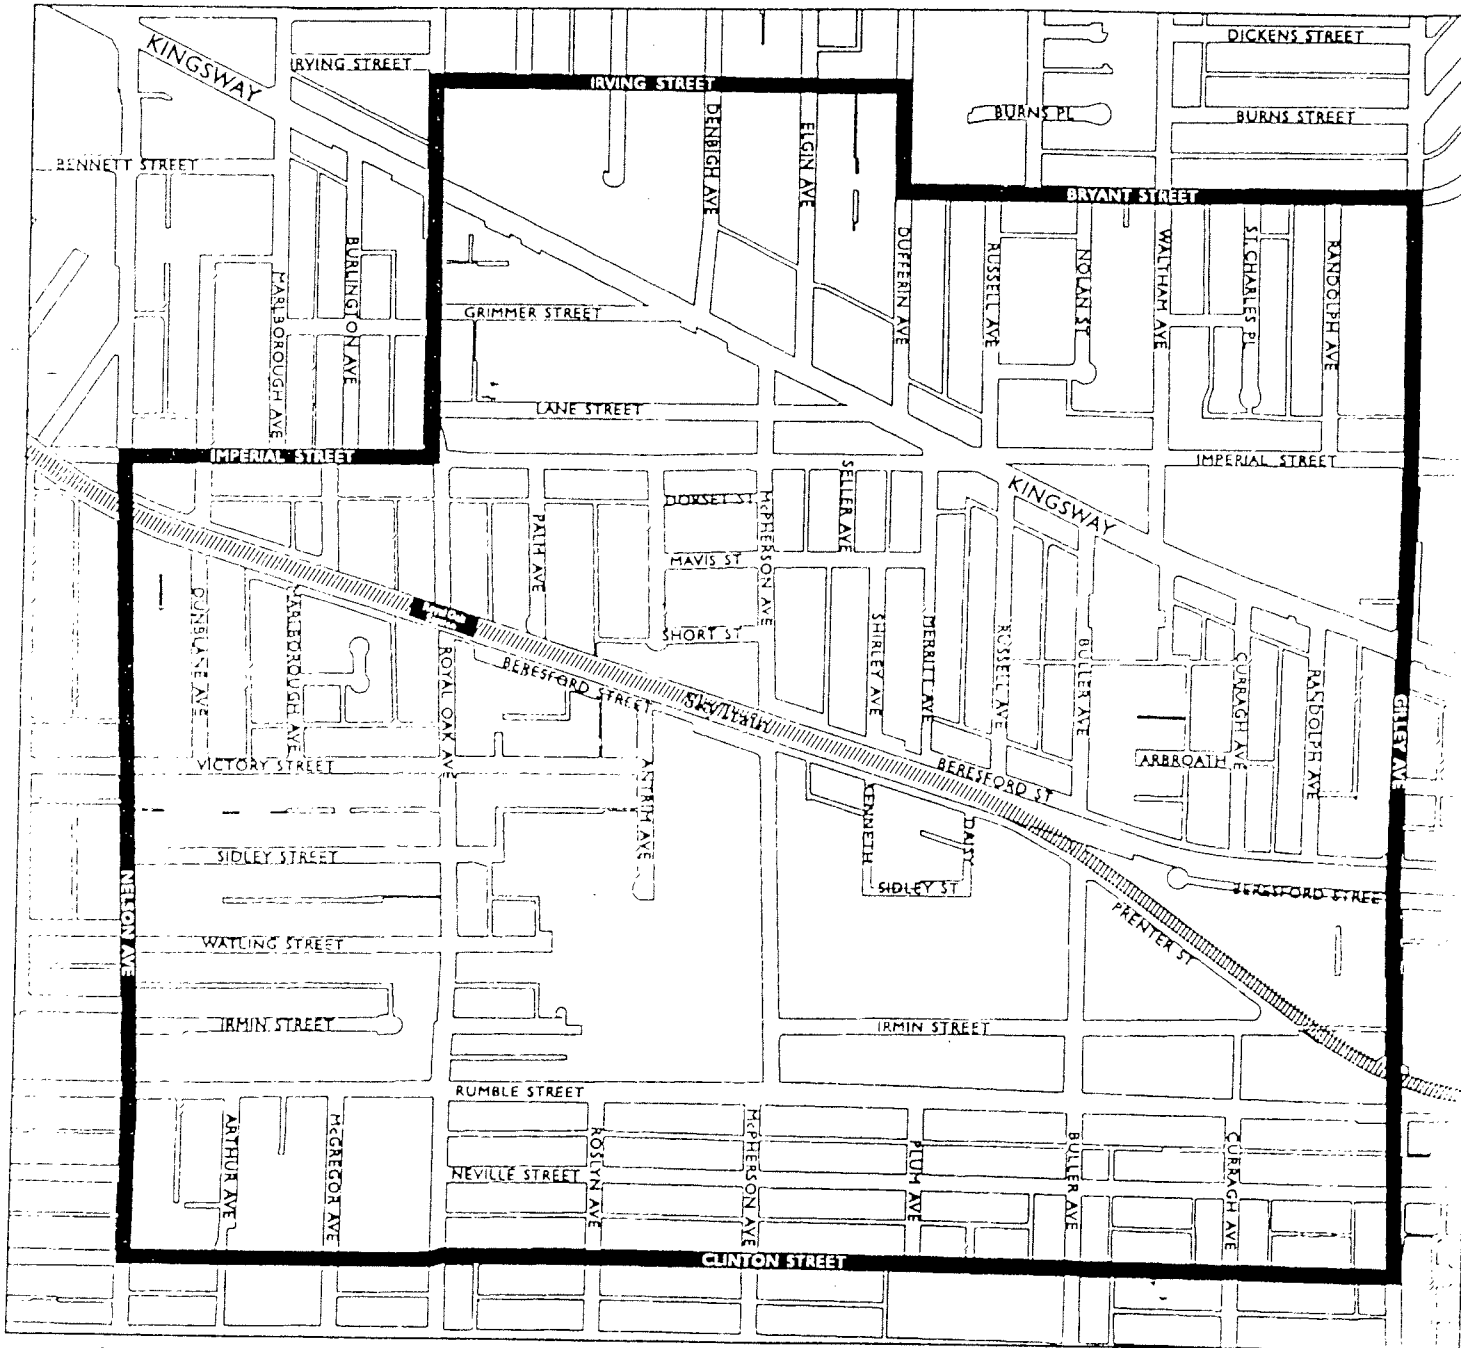 DICKENS STREET
KINGSWAY
IRVING STREET
IRVING STREET
BURNS PL
BURNS STREET
DENBIGH AVE
ELGIN AVE
BENNETT STREET
BRYANT STREET
DUFFERIN AVE
RUSSELL AVE
NOLAN ST
WALTHAM AVE
ST. CHARLES PL
RANDOLPH AVE
MARLBOROUGH AVE
BURLINGTON AVE
GRIMMER STREET
LANE STREET
IMPERIAL STREET
IMPERIAL STREET
KINGSWAY
DORSET ST
McPHERSON AVE
SELLER AVE
PALM AVE
MAVIS ST
DUNBLANE AVE
MARLBOROUGH AVE
Royal Oak
SHORT ST
SHIRLEY AVE
MERRITT AVE
RUSSELL AVE
BULLER AVE
CURRAGH AVE
RANDOLPH AVE
GILLEY AVE
ROYAL OAK AVE
BERESFORD STREET
SkyTrain
VICTORY STREET
ANTRIM AVE
BERESFORD ST
ARBROATH
KENNETH
DAISY
SIDLEY STREET
SIDLEY ST
BERESFORD STREET
NELSON AVE
PRENTER ST
WATLING STREET
IRMIN STREET
IRMIN STREET
RUMBLE STREET
ARTHUR AVE
McGREGOR AVE
ROSLYN AVE
McPHERSON AVE
PLUM AVE
BULLER AVE
CURRAGH AVE
NEVILLE STREET
CLINTON STREET